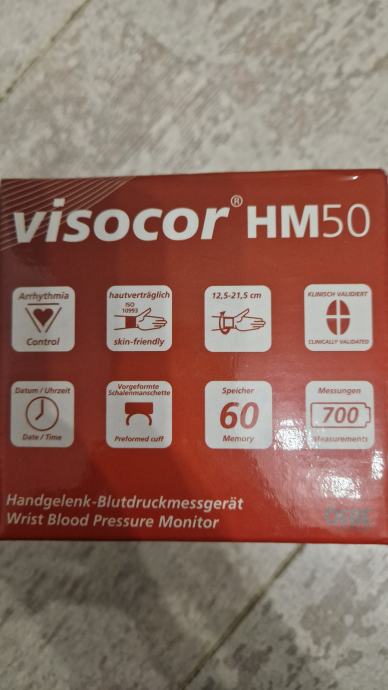 visocor® HM50
Arrhythmia
Control
hautverträglich
ISO
10993
skin-friendly
12,5-21,5 cm
KLINISCH VALIDIERT
CLINICALLY VALIDATED
Datum / Uhrzeit
Date / Time
Vorgeformte
Schalenmanschette
Preformed cuff
Speicher
60
Memory
Messungen
700
Measurements
Handgelenk-Blutdruckmessgerät
Wrist Blood Pressure Monitor